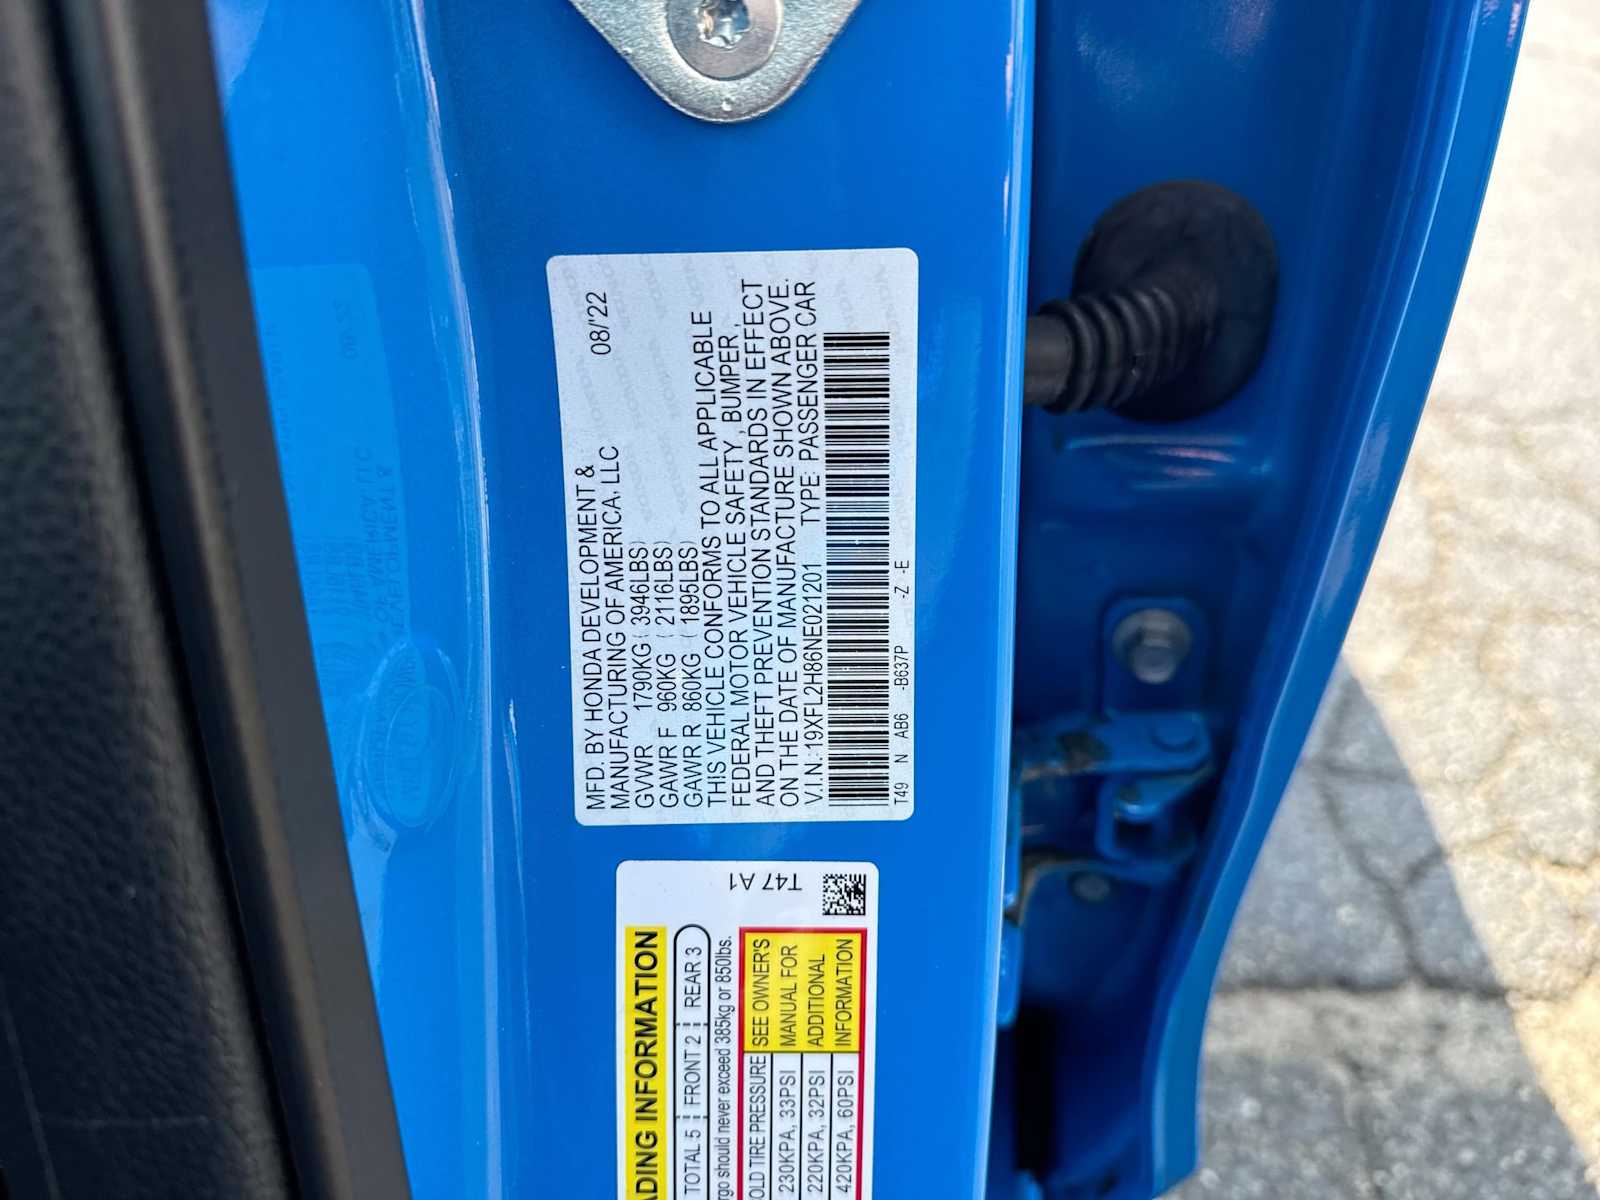 MFD. BY HONDA DEVELOPMENT & 08/'22
MANUFACTURING OF AMERICA, LLC
GVWR 1790KG (3946LBS)
GAWR F 960KG (2116LBS)
GAWR R 860KG (1895LBS)
THIS VEHICLE CONFORMS TO ALL APPLICABLE
FEDERAL MOTOR VEHICLE SAFETY, BUMPER,
AND THEFT PREVENTION STANDARDS IN EFFECT
ON THE DATE OF MANUFACTURE SHOWN ABOVE.
V.I.N.: 19XFL2H86NE021201 TYPE: PASSENGER CAR
T49 N AB6 -B637P -Z -E
T47 A1
ADING INFORMATION
TOTAL 5 FRONT 2 REAR 3
rgo should never exceed 385kg or 850lbs.
OLD TIRE PRESSURE
230KPA, 33PSI
220KPA, 32PSI
420KPA, 60PSI
SEE OWNER'S
MANUAL FOR
ADDITIONAL
INFORMATION